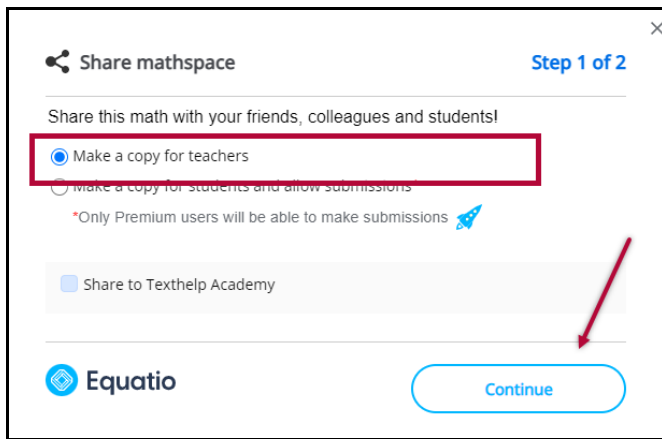 Share mathspace
Step 1 of 2
Share this math with your friends, colleagues and students!
Make a copy for teachers
Make a copy for students and allow submissions*
*Only Premium users will be able to make submissions
Share to Texthelp Academy
Equatio
Continue